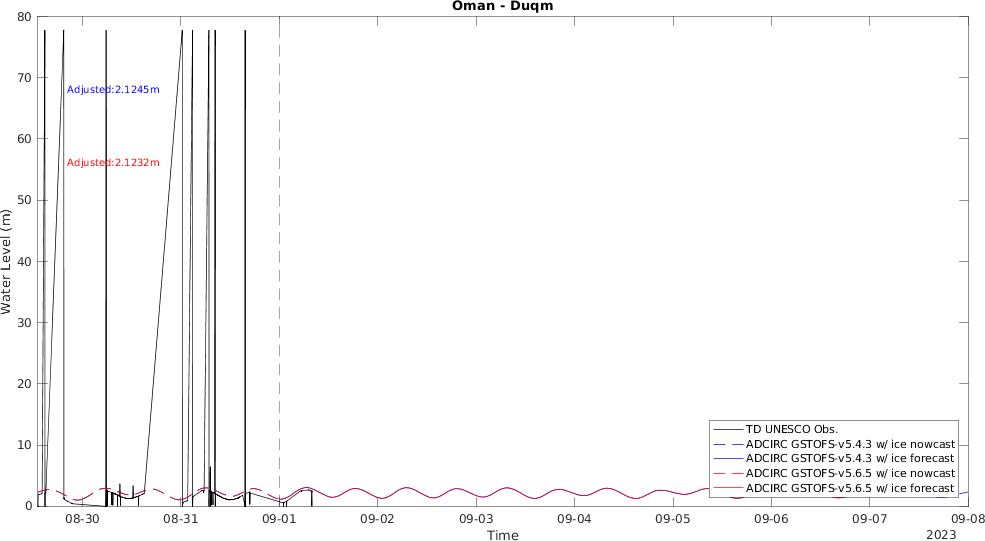 Oman - Duqm
80
70
60
50
40
30
20
10
0
Water Level (m)
Adjusted:2.1245m
Adjusted:2.1232m
TD UNESCO Obs.
ADCIRC GSTOFS-v5.4.3 w/ ice nowcast
ADCIRC GSTOFS-v5.4.3 w/ ice forecast
ADCIRC GSTOFS-v5.6.5 w/ ice nowcast
ADCIRC GSTOFS-v5.6.5 w/ ice forecast
08-30 08-31 09-01 09-02 09-03 09-04 09-05 09-06 09-07 09-08
Time
2023